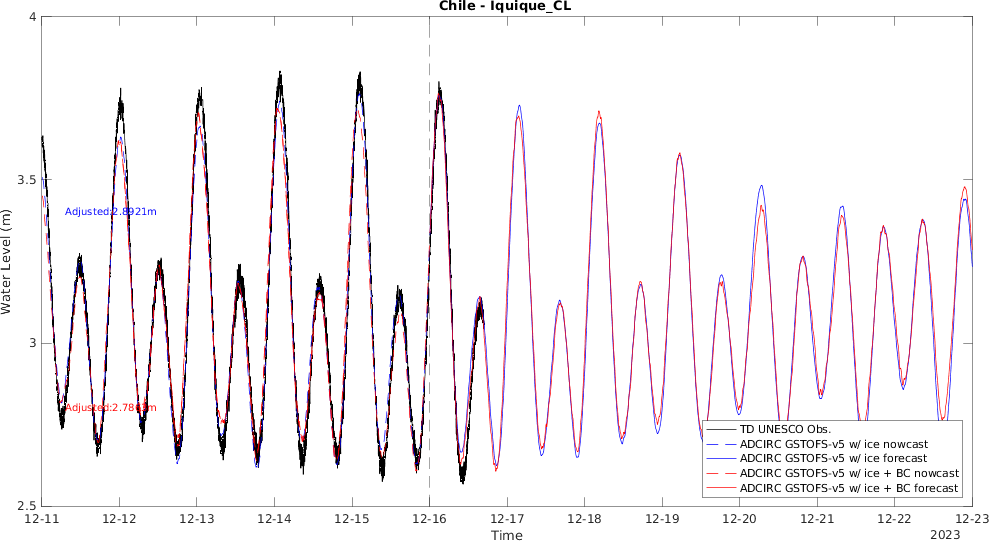 Chile - Iquique_CL
Water Level (m)
4
3.5
3
2.5
Adjusted:2.8921m
TD UNESCO Obs.
ADCIRC GSTOFS-v5 w/ ice nowcast
ADCIRC GSTOFS-v5 w/ ice forecast
ADCIRC GSTOFS-v5 w/ ice + BC nowcast
ADCIRC GSTOFS-v5 w/ ice + BC forecast
12-11 12-12 12-13 12-14 12-15 12-16 12-17 12-18 12-19 12-20 12-21 12-22 12-23
Time
2023